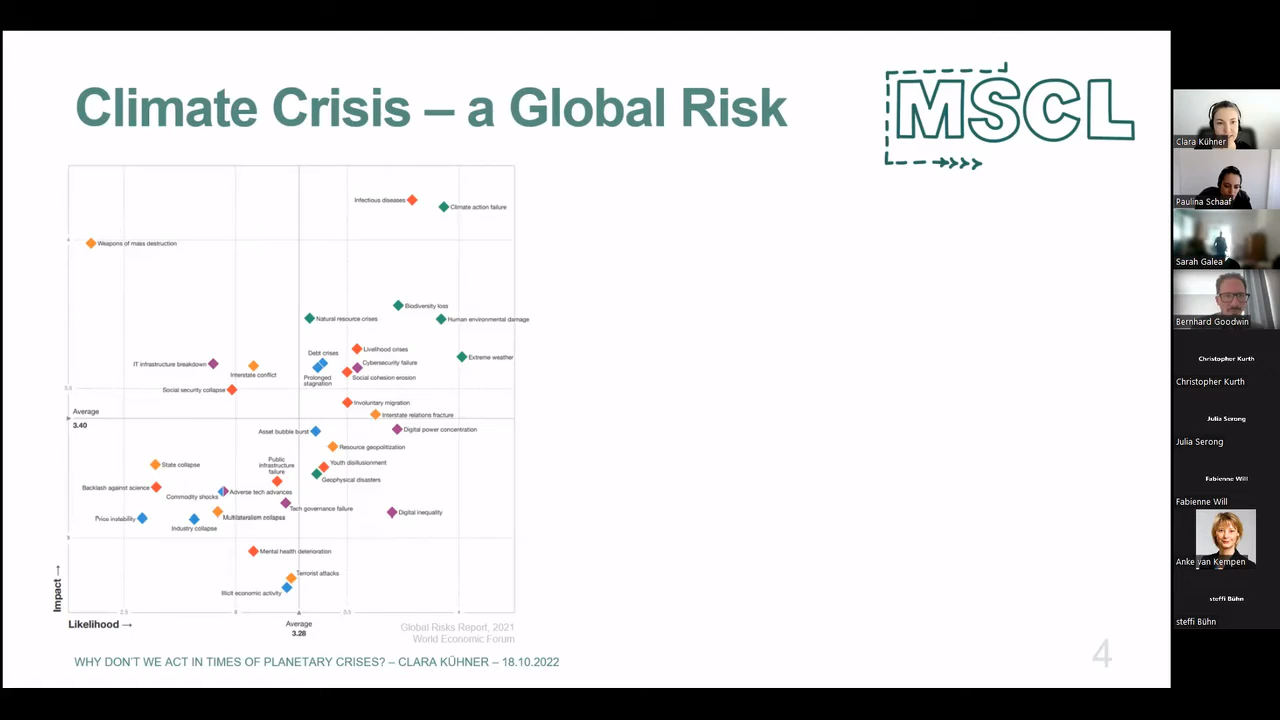 Climate Crisis – a Global Risk
MSCL
Infectious diseases
Climate action failure
4
Weapons of mass destruction
Biodiversity loss
Natural resource crises
Human environmental damage
Debt crises
Livelihood crises
Extreme weather
IT infrastructure breakdown
Cybersecurity failure
Interstate conflict
Prolonged
stagnation
Social cohesion erosion
3.5
Social security collapse
Involuntary migration
Average
3.40
Interstate relations fracture
Asset bubble burst
Digital power concentration
Resource geopolitization
Public
infrastructure
failure
State collapse
Youth disillusionment
Geophysical disasters
Backlash against science
Commodity shocks
Adverse tech advances
Tech governance failure
Price instability
Industry collapse
Multilateralism collapse
Digital inequality
3
Mental health deterioration
Terrorist attacks
Illicit economic activity
Impact →
2.5
3
3.5
4
Likelihood →
Average
3.28
Global Risks Report, 2021
World Economic Forum
WHY DON'T WE ACT IN TIMES OF PLANETARY CRISES? – CLARA KÜHNER – 18.10.2022
4
Clara Kühner
Paulina Schaaf
Sarah Galea
Bernhard Goodwin
Christopher Kurth
Christopher Kurth
Julia Serong
Julia Serong
Fabienne Will
Fabienne Will
Anke van Kempen
steffi Bühn
steffi Bühn